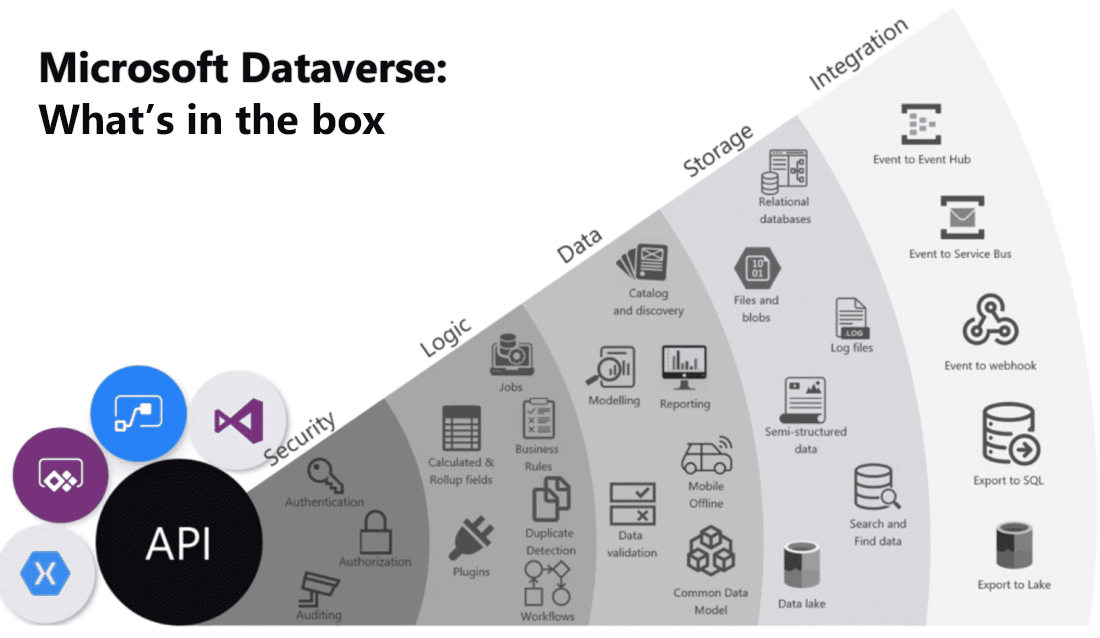 Microsoft Dataverse:
What's in the box
API
Security
Authentication
Authorization
Auditing
Logic
Jobs
Calculated &
Rollup fields
Business
Rules
Plugins
Duplicate
Detection
Workflows
Data
Catalog
and discovery
Modelling
Reporting
Mobile
Offline
Data
validation
Common Data
Model
Storage
Relational
databases
10
01
Files and
blobs
.LOG
Log files
Semi-structured
data
Search and
Find data
Data lake
Integration
Event to Event Hub
Event to Service Bus
Event to webhook
Export to SQL
Export to Lake